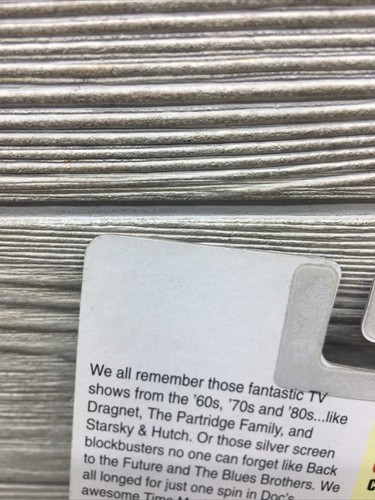 We all remember those fantastic TV
shows from the '60s, '70s and '80s...like
Dragnet, The Partridge Family, and
Starsky & Hutch. Or those silver screen
blockbusters no one can forget like Back
to the Future and The Blues Brothers. We
all longed for just one spin in Doc's
awesome Time